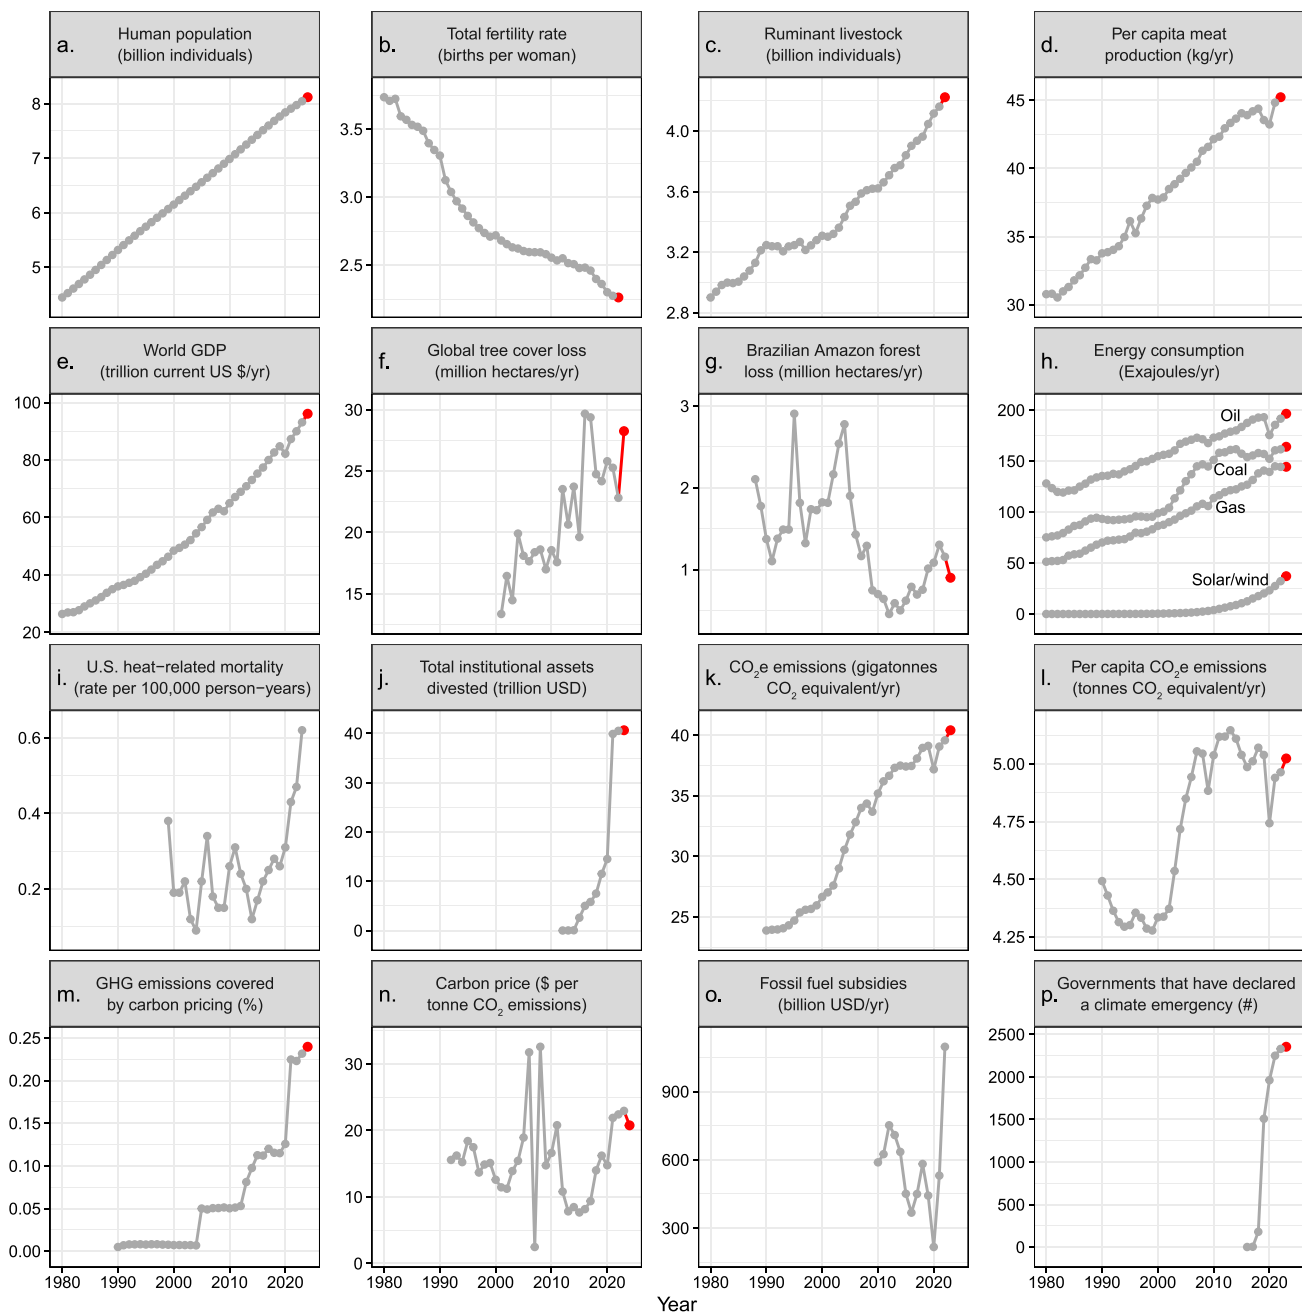 a. Human population
(billion individuals)
b. Total fertility rate
(births per woman)
c. Ruminant livestock
(billion individuals)
d. Per capita meat
production (kg/yr)
8
7
6
5
3.5
3.0
2.5
4.0
3.6
3.2
2.8
45
40
35
30
e. World GDP
(trillion current US $/yr)
f. Global tree cover loss
(million hectares/yr)
g. Brazilian Amazon forest
loss (million hectares/yr)
h. Energy consumption
(Exajoules/yr)
100
80
60
40
20
30
25
20
15
3
2
1
200
150
100
50
0
Oil
Coal
Gas
Solar/wind
i. U.S. heat−related mortality
(rate per 100,000 person−years)
j. Total institutional assets
divested (trillion USD)
k. CO2e emissions (gigatonnes
CO2 equivalent/yr)
l. Per capita CO2e emissions
(tonnes CO2 equivalent/yr)
0.6
0.4
0.2
40
30
20
10
0
40
35
30
25
5.00
4.75
4.50
4.25
m. GHG emissions covered
by carbon pricing (%)
n. Carbon price ($ per
tonne CO2 emissions)
o. Fossil fuel subsidies
(billion USD/yr)
p. Governments that have declared
a climate emergency (#)
0.25
0.20
0.15
0.10
0.05
0.00
30
20
10
0
900
600
300
2500
2000
1500
1000
500
0
1980 1990 2000 2010 2020
1980 1990 2000 2010 2020
1980 1990 2000 2010 2020
1980 1990 2000 2010 2020
Year